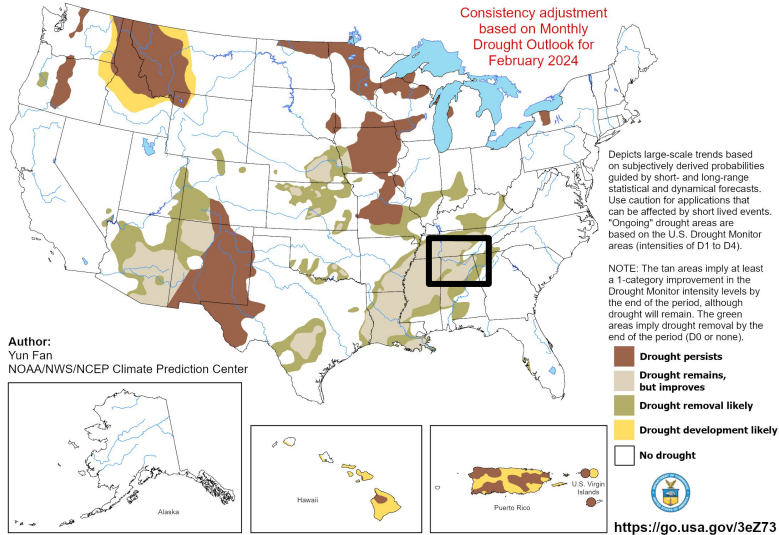 Consistency adjustment
based on Monthly
Drought Outlook for
February 2024
Depicts large-scale trends based
on subjectively derived probabilities
guided by short- and long-range
statistical and dynamical forecasts.
Use caution for applications that
can be affected by short lived events.
"Ongoing" drought areas are
based on the U.S. Drought Monitor
areas (intensities of D1 to D4).
NOTE: The tan areas imply at least
a 1-category improvement in the
Drought Monitor intensity levels by
the end of the period, although
drought will remain. The green
areas imply drought removal by the
end of the period (D0 or none).
Author:
Yun Fan
NOAA/NWS/NCEP Climate Prediction Center
Drought persists
Drought remains,
but improves
Drought removal likely
Drought development likely
No drought
Alaska
Hawaii
Puerto Rico
U.S. Virgin
Islands
https://go.usa.gov/3eZ73